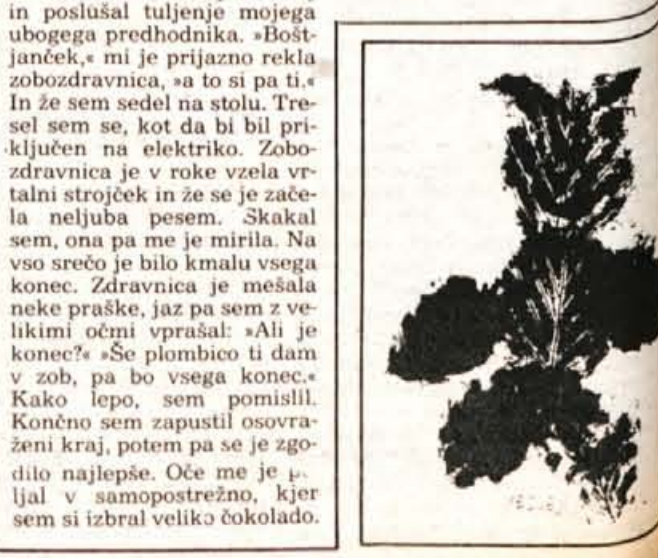 in poslušal tuljenje mojega
ubogega predhodnika. »Bošt-
janček,« mi je prijazno rekla
zobozdravnica, »a to si pa ti.«
In že sem sedel na stolu. Tre-
sel sem se, kot da bi bil pri-
ključen na elektriko. Zobo-
zdravnica je v roke vzela vr-
talni strojček in že se je zače-
la neljuba pesem. Skakal
sem, ona pa me je mirila. Na
vso srečo je bilo kmalu vsega
konec. Zdravnica je mešala
neke praške, jaz pa sem z ve-
likimi očmi vprašal: »Ali je
konec?« »Še plombico ti dam
v zob, pa bo vsega konec.«
Kako lepo, sem pomislil.
Končno sem zapustil osovra-
ženi kraj, potem pa se je zgo-
dilo najlepše. Oče me je
ljal v samopostrežno, kjer
sem si izbral veliko čokolado.